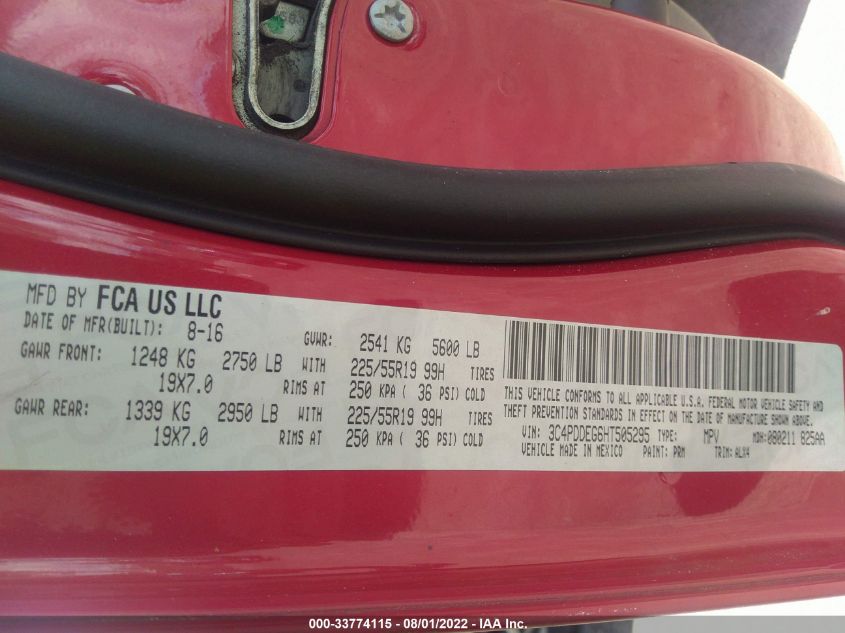 MFD BY FCA US LLC
DATE OF MFR(BUILT): 8-16 GVWR: 2541 KG 5600 LB
GAWR FRONT: 1248 KG 2750 LB WITH 225/55R19 99H TIRES
19X7.0 RIMS AT 250 KPA ( 36 PSI) COLD
GAWR REAR: 1339 KG 2950 LB WITH 225/55R19 99H TIRES
19X7.0 RIMS AT 250 KPA ( 36 PSI) COLD
THIS VEHICLE CONFORMS TO ALL APPLICABLE U.S.A. FEDERAL MOTOR VEHICLE SAFETY AND
THEFT PREVENTION STANDARDS IN EFFECT ON THE DATE OF MANUFACTURE SHOWN ABOVE.
VIN: 3C4PDDEG6HT505295 TYPE: MPV MDH: 080211 825AA
VEHICLE MADE IN MEXICO PAINT: PRM TRIM: ALX4
000-33774115 - 08/01/2022 - IAA Inc.